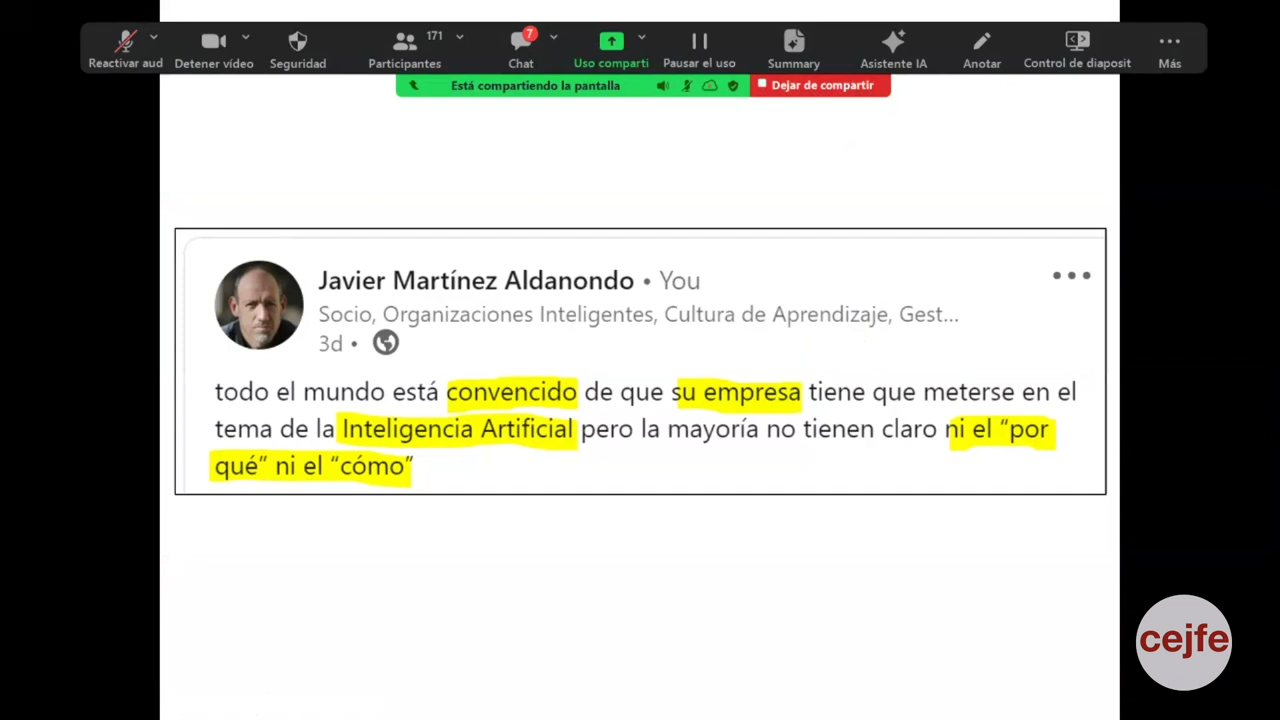 Reactivar aud
Detener vídeo
Seguridad
171
Participantes
7
Chat
Uso comparti
Pausar el uso
Summary
Asistente IA
Anotar
Control de diaposit
Más
Está compartiendo la pantalla
Dejar de compartir
Javier Martínez Aldanondo • You
Socio, Organizaciones Inteligentes, Cultura de Aprendizaje, Gest...
3d •
todo el mundo está convencido de que su empresa tiene que meterse en el
tema de la Inteligencia Artificial pero la mayoría no tienen claro ni el “por
qué” ni el “cómo”
cejfe